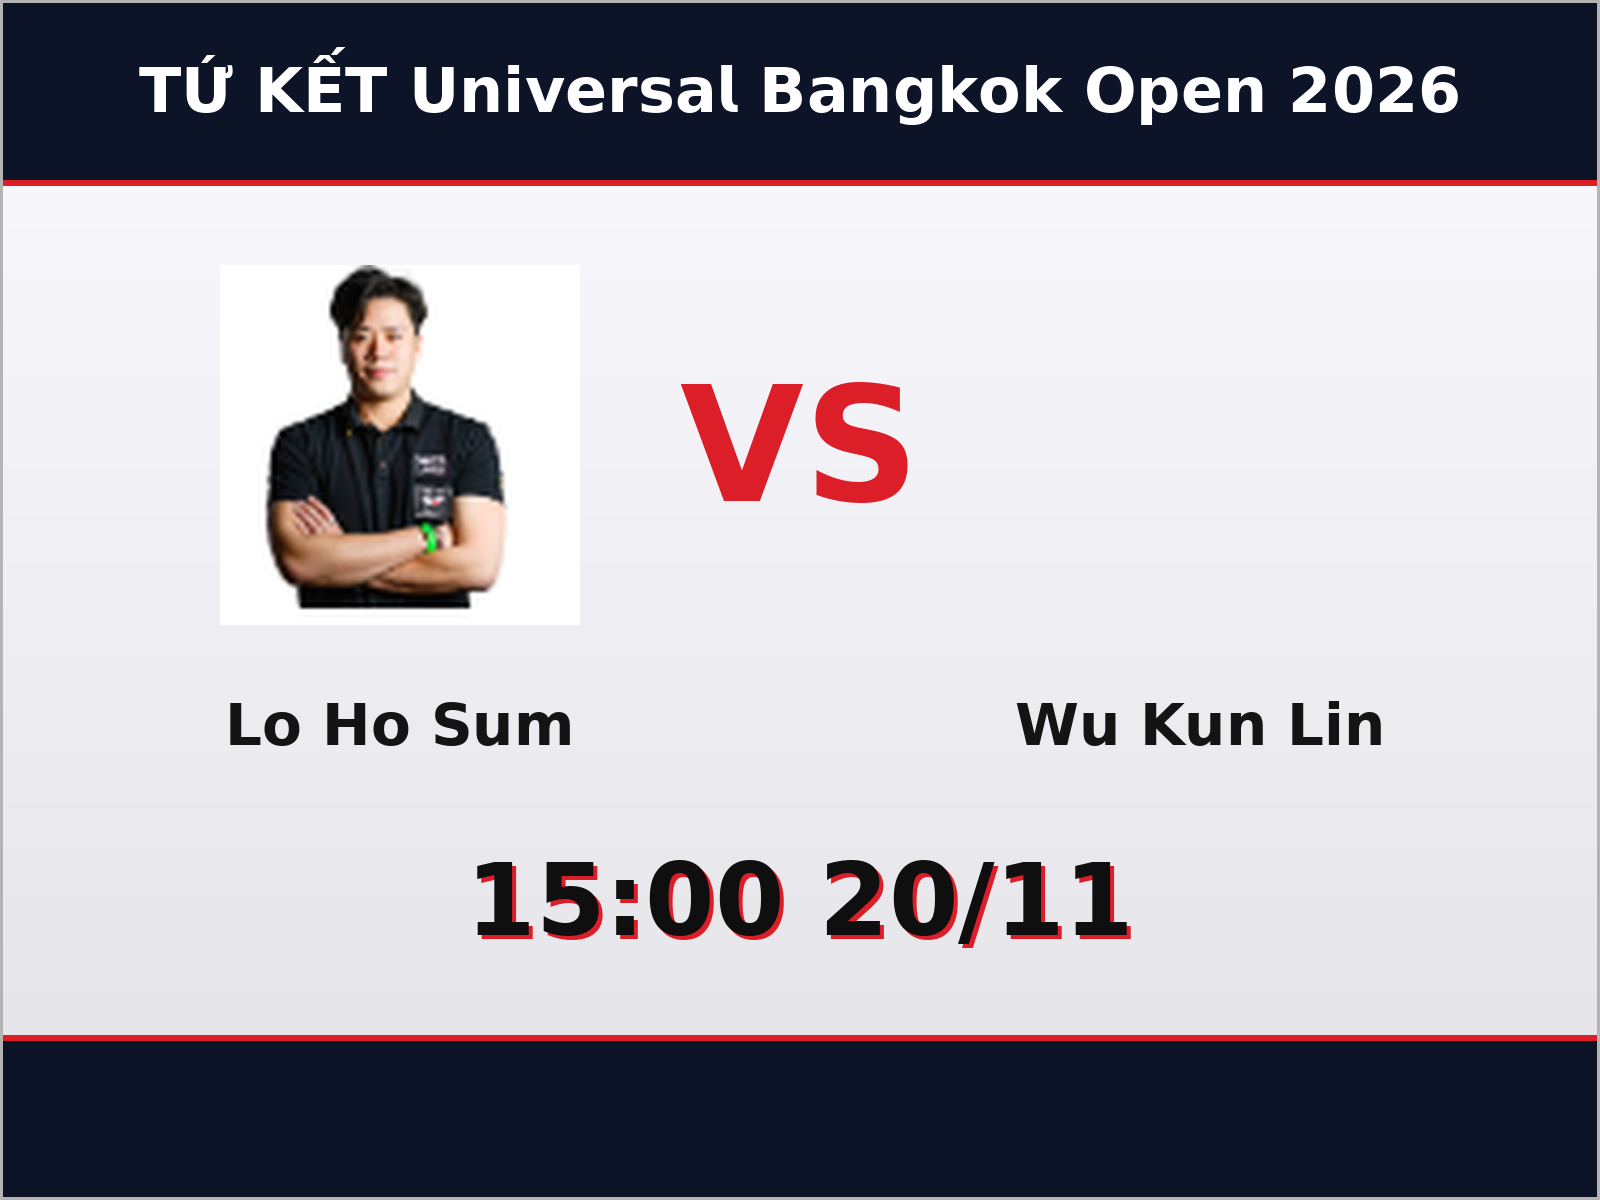 TỨ KẾT Universal Bangkok Open 2026
VS
Lo Ho Sum
Wu Kun Lin
15:00 20/11